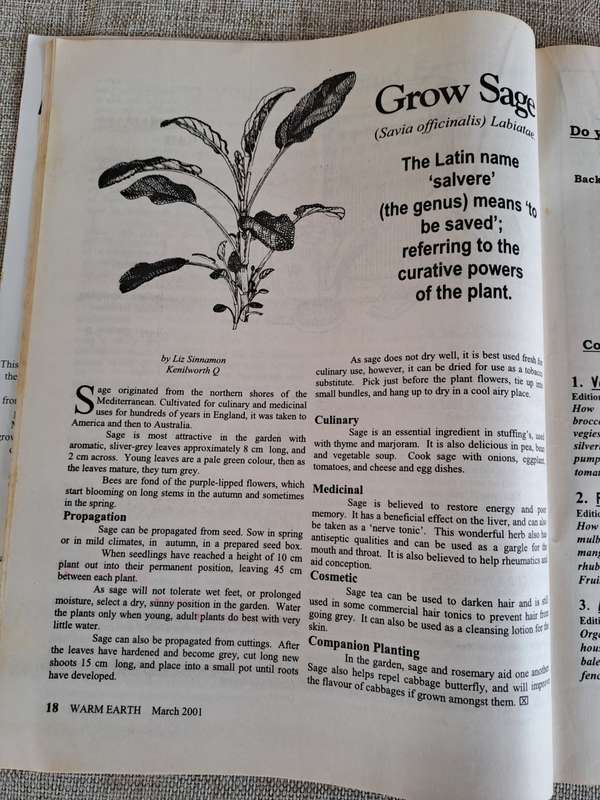 Grow Sage
(Savia officinalis) Labiatae
The Latin name
'salvere'
(the genus) means 'to
be saved';
referring to the
curative powers
of the plant.
by Liz Sinnamon
Kenilworth Q
Sage originated from the northern shores of the
Mediterranean. Cultivated for culinary and medicinal
uses for hundreds of years in England, it was taken to
America and then to Australia.
Sage is most attractive in the garden with
aromatic, sliver-grey leaves approximately 8 cm long, and
2 cm across. Young leaves are a pale green colour, then as
the leaves mature, they turn grey.
Bees are fond of the purple-lipped flowers, which
start blooming on long stems in the autumn and sometimes
in the spring.
Propagation
Sage can be propagated from seed. Sow in spring
or in mild climates, in autumn, in a prepared seed box.
When seedlings have reached a height of 10 cm
plant out into their permanent position, leaving 45 cm
between each plant.
As sage will not tolerate wet feet, or prolonged
moisture, select a dry, sunny position in the garden. Water
the plants only when young, adult plants do best with very
little water.
Sage can also be propagated from cuttings. After
the leaves have hardened and become grey, cut long new
shoots 15 cm long, and place into a small pot until roots
have developed.
As sage does not dry well, it is best used fresh for
culinary use, however, it can be dried for use as a tobacco
substitute. Pick just before the plant flowers, tie up into
small bundles, and hang up to dry in a cool airy place.
Culinary
Sage is an essential ingredient in stuffing's, used
with thyme and marjoram. It is also delicious in pea, bean
and vegetable soup. Cook sage with onions, eggplant,
tomatoes, and cheese and egg dishes.
Medicinal
Sage is believed to restore energy and poor
memory. It has a beneficial effect on the liver, and can also
be taken as a 'nerve tonic'. This wonderful herb also has
antiseptic qualities and can be used as a gargle for the
mouth and throat. It is also believed to help rheumatics and
aid conception.
Cosmetic
Sage tea can be used to darken hair and is still
used in some commercial hair tonics to prevent hair from
going grey. It can also be used as a cleansing lotion for the
skin.
Companion Planting
In the garden, sage and rosemary aid one another.
Sage also helps repel cabbage butterfly, and will improve
the flavour of cabbages if grown amongst them.
18 WARM EARTH March 2001
This
the
Do
Back
Co
1.
Edition
How
brocco
vegies
silver
pump
tomat
2.
Editi
How
mulb
mang
rhub
Fruit
3.
Editi
Orga
hous
bale
fenc